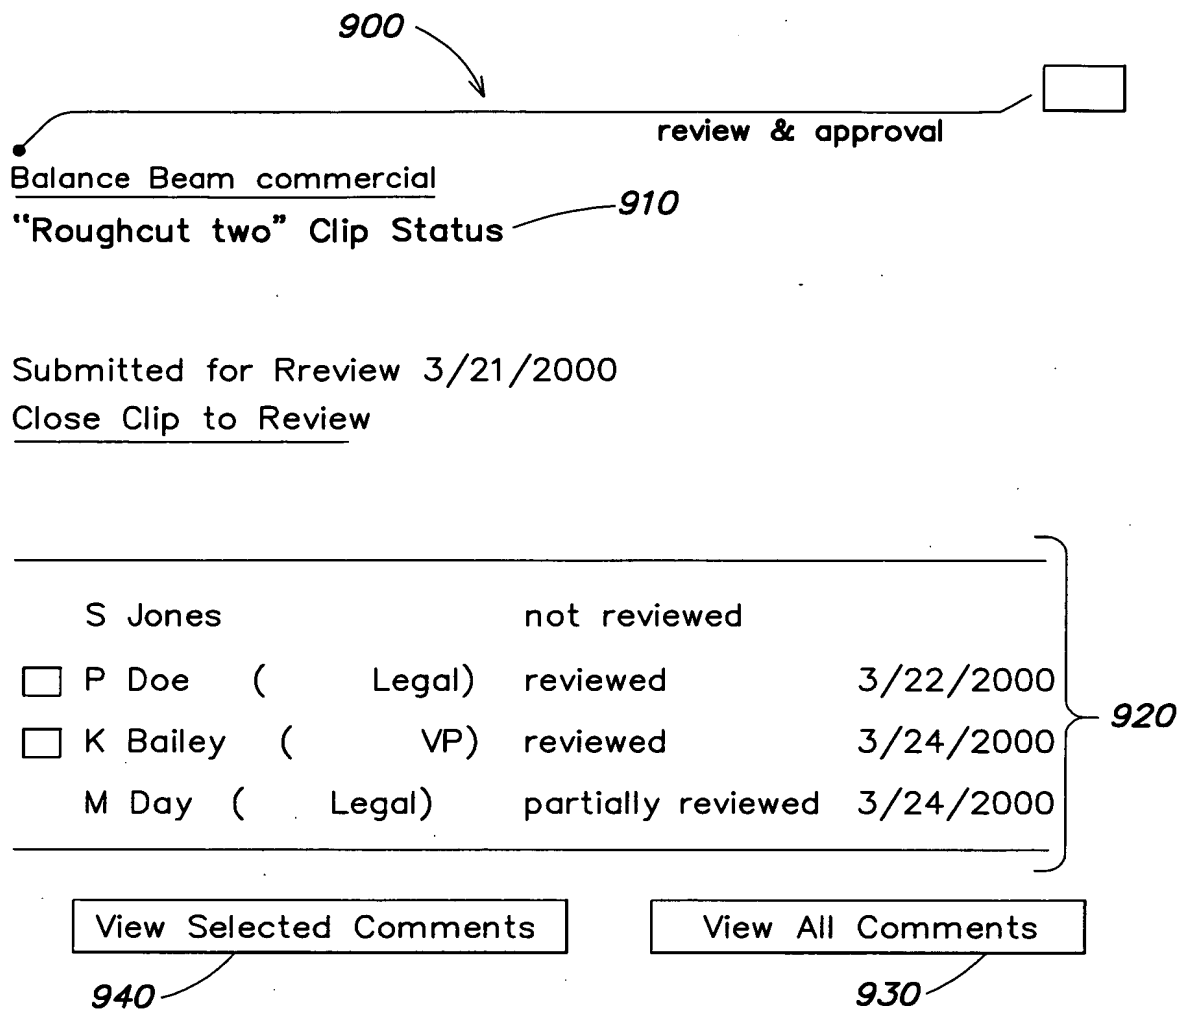 900
review & approval
Balance Beam commercial
“Roughcut two” Clip Status 910
Submitted for Rreview 3/21/2000
Close Clip to Review
S Jones not reviewed
P Doe ( Legal) reviewed 3/22/2000
K Bailey ( VP) reviewed 3/24/2000
M Day ( Legal) partially reviewed 3/24/2000
920
View Selected Comments View All Comments
940 930